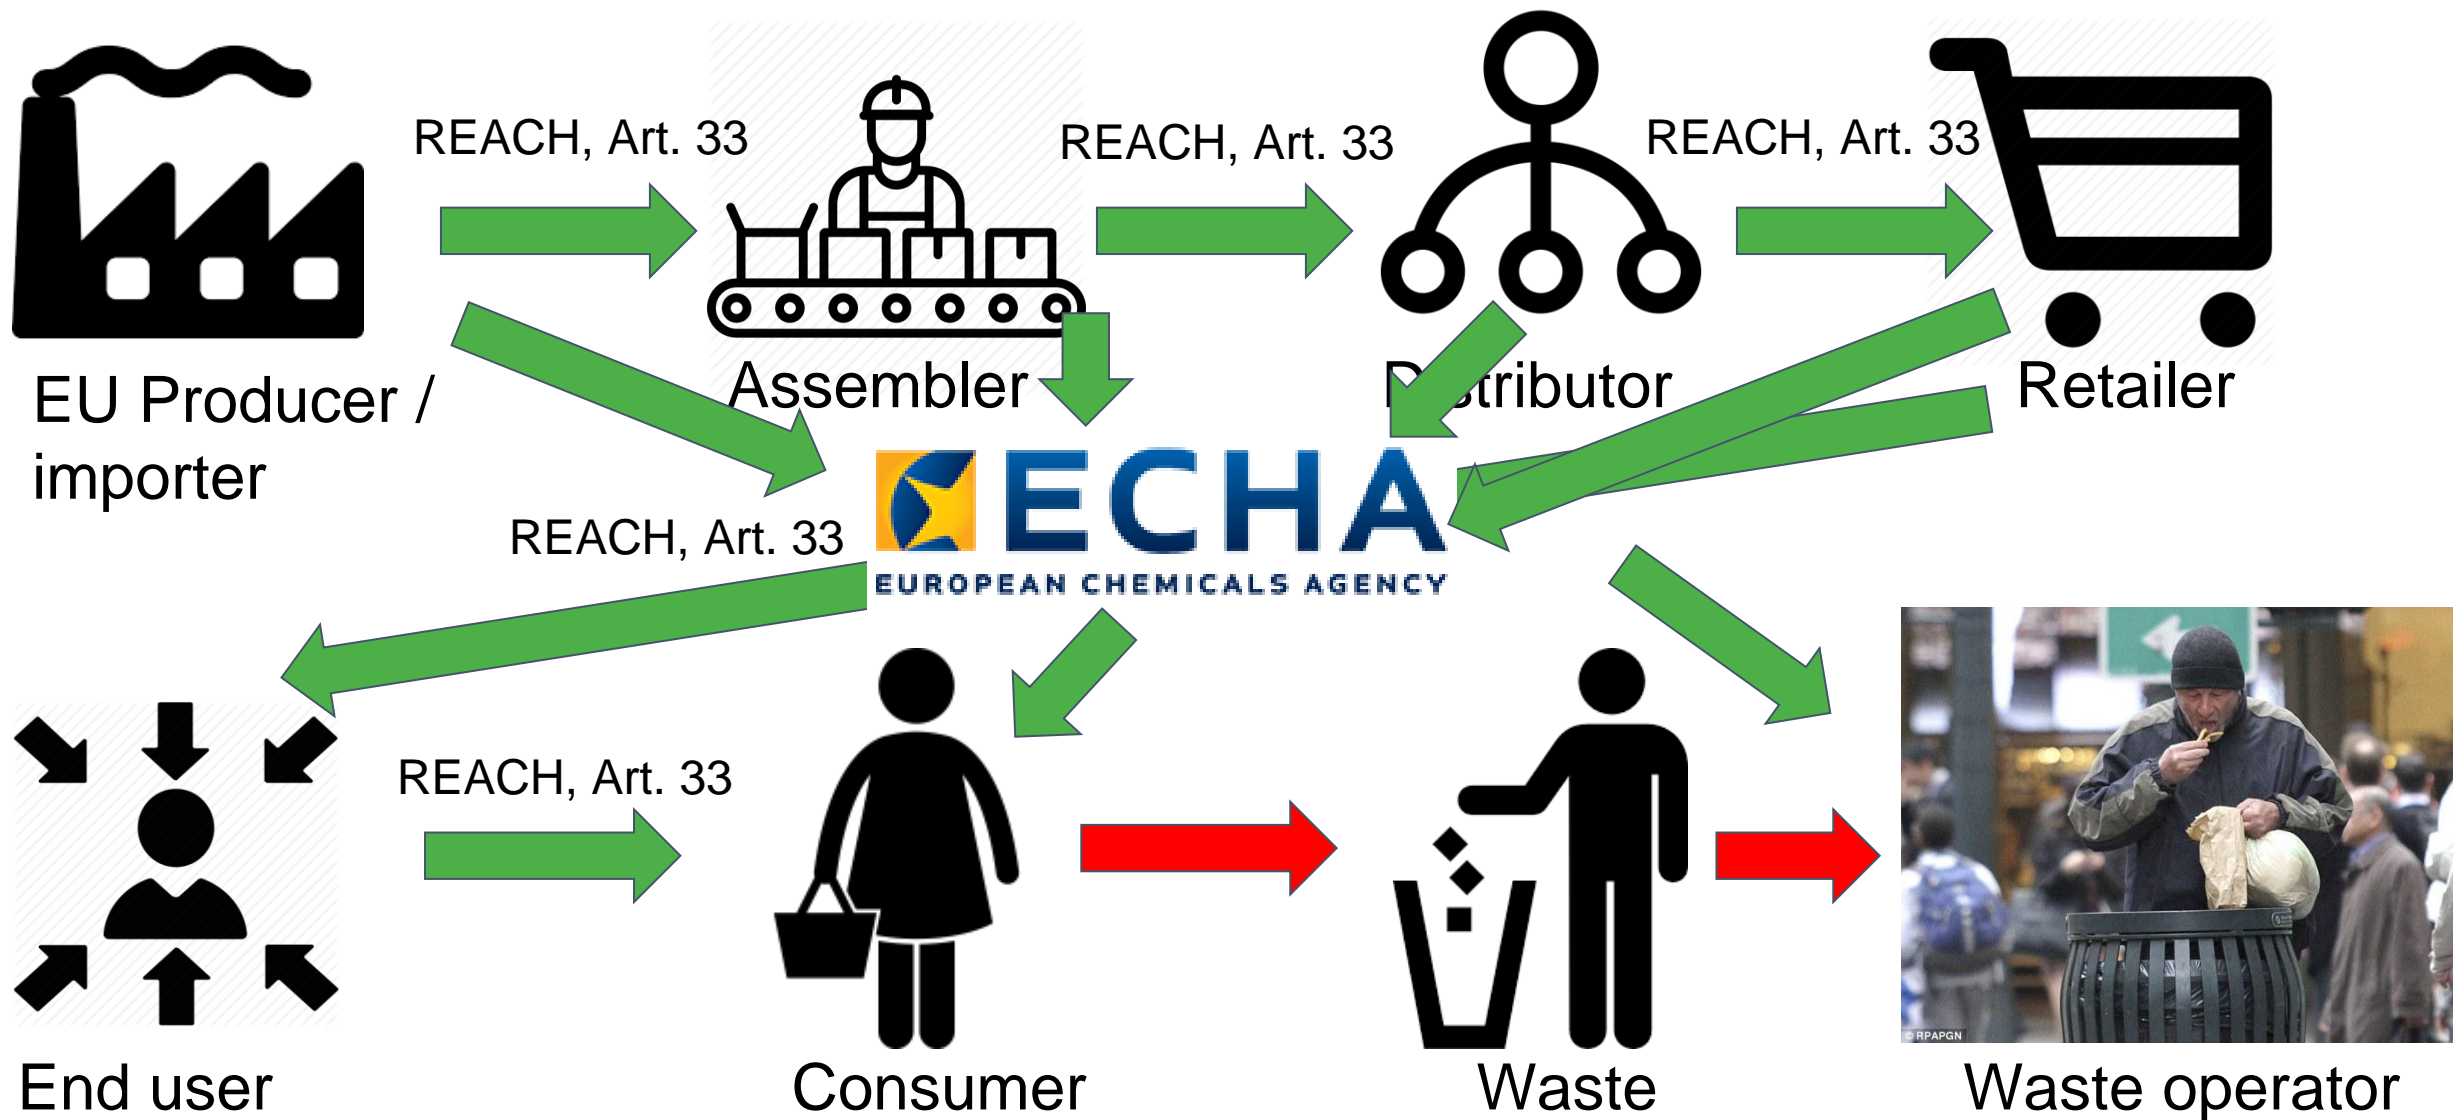 REACH, Art. 33
REACH, Art. 33
REACH, Art. 33
EU Producer /
importer
Assembler
Retailer
REACH, Art. 33
ECHA
EUROPEAN CHEMICALS AGENCY
REACH, Art. 33
© RPAPGN
End user
Consumer
Waste
Waste operator